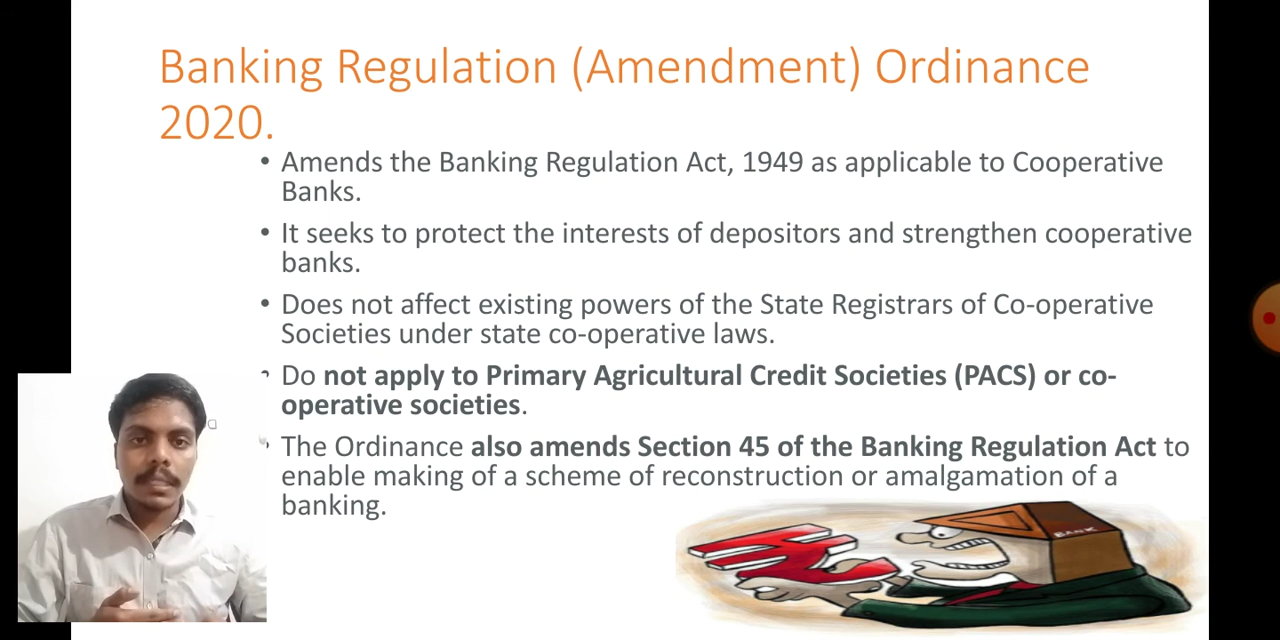 Banking Regulation (Amendment) Ordinance
2020.
• Amends the Banking Regulation Act, 1949 as applicable to Cooperative
Banks.
• It seeks to protect the interests of depositors and strengthen cooperative
banks.
• Does not affect existing powers of the State Registrars of Co-operative
Societies under state co-operative laws.
• Do not apply to Primary Agricultural Credit Societies (PACS) or co-
operative societies.
• The Ordinance also amends Section 45 of the Banking Regulation Act to
enable making of a scheme of reconstruction or amalgamation of a
banking.
BANK